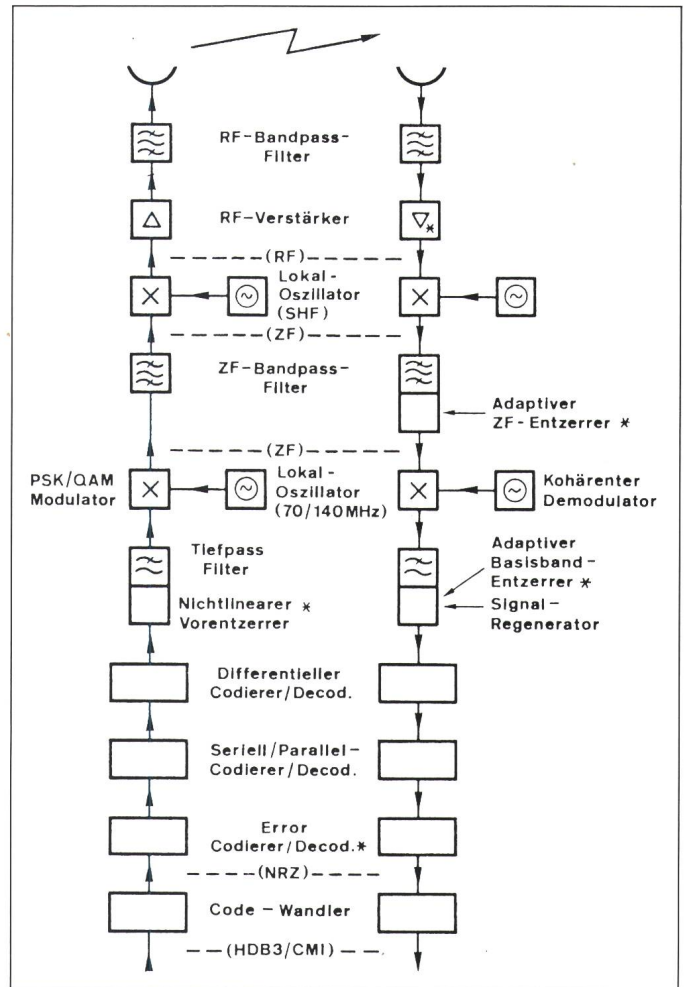 RF-Bandpass-
Filter
RF-Verstärker
*
(RF)
Lokal-
Oszillator
(SHF)
(ZF)
ZF-Bandpass-
Filter
Adaptiver
ZF-Entzerrer *
(ZF)
PSK/QAM
Modulator
Lokal-
Oszillator
(70/140MHz)
Kohärenter
Demodulator
Tiefpass
Filter
Nichtlinearer *
Vorentzerrer
Adaptiver
Basisband-
Entzerrer *
Signal-
Regenerator
Differentieller
Codierer/Decod.
Seriell/Parallel-
Codierer/Decod.
Error
Codierer/Decod.*
(NRZ)
Code-Wandler
(HDB3/CMI)